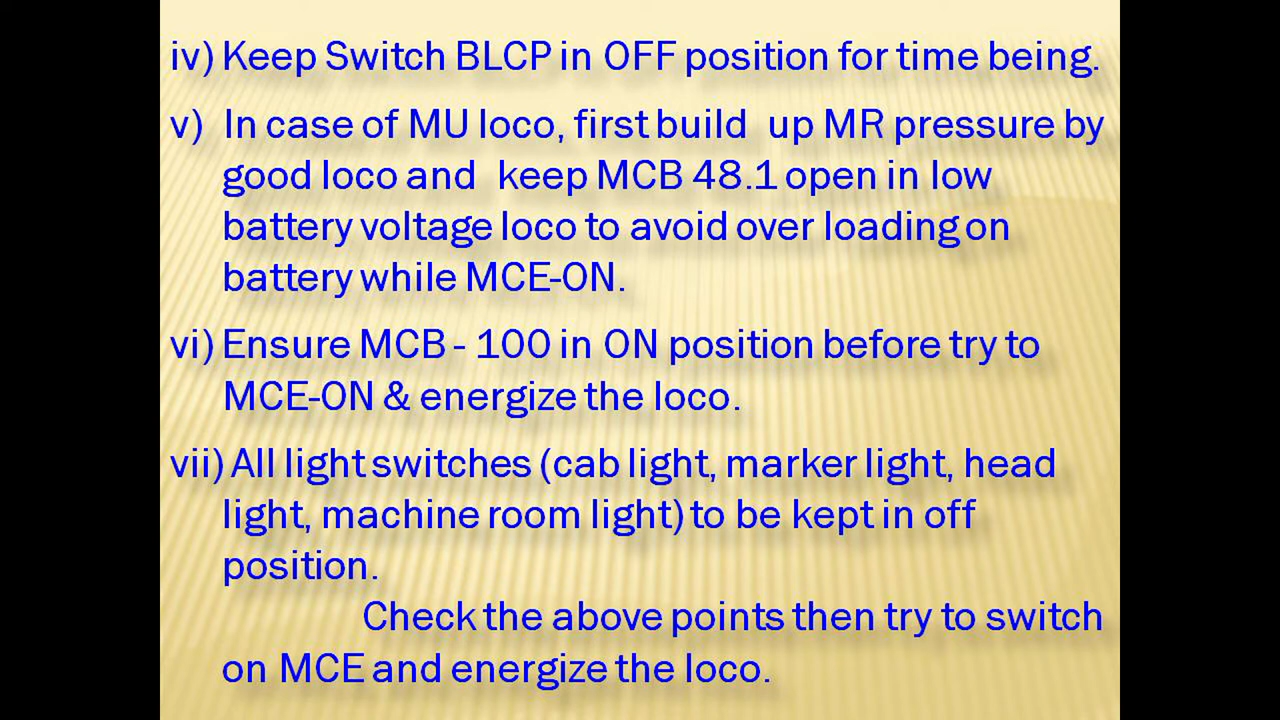 iv) Keep Switch BLCP in OFF position for time being.
v) In case of MU loco, first build up MR pressure by
good loco and keep MCB 48.1 open in low
battery voltage loco to avoid over loading on
battery while MCE-ON.
vi) Ensure MCB - 100 in ON position before try to
MCE-ON & energize the loco.
vii) All light switches (cab light, marker light, head
light, machine room light) to be kept in off
position.
Check the above points then try to switch
on MCE and energize the loco.